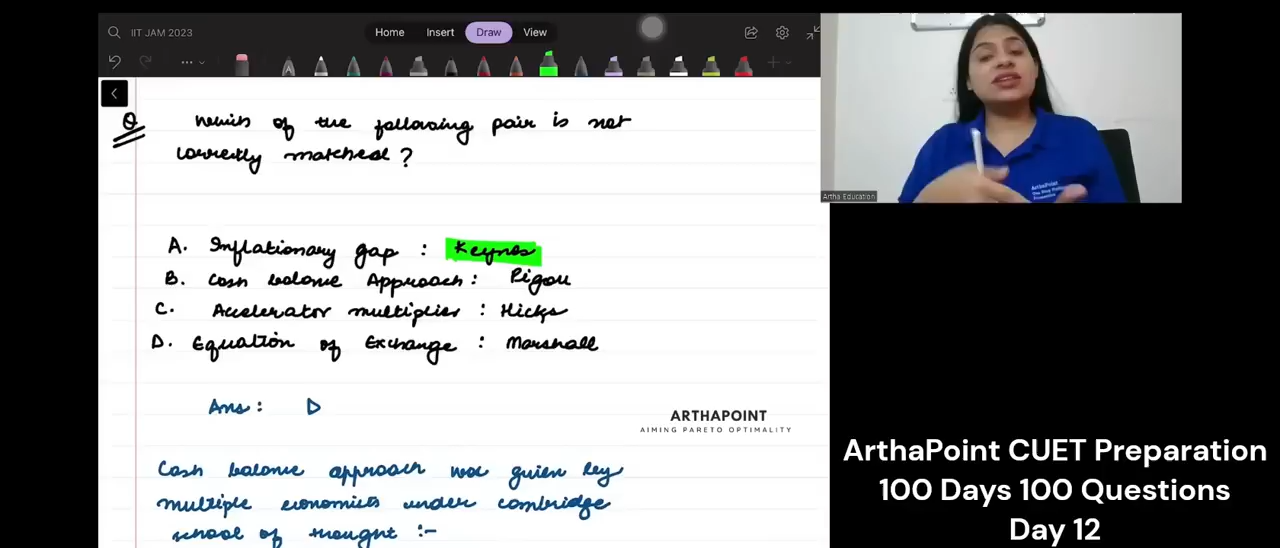 IIT JAM 2023
Home Insert Draw View
Q which of the following pair is not
correctly matched ?
A. Inflationary gap : Keynes
B. Cash balance Approach : Pigou
C. Accelerator multiplier : Hicks
D. Equation of Exchange : Marshall
Ans : D
ARTHAPOINT
AIMING PARETO OPTIMALITY
Cash balance approach was given by
multiple economists under cambridge
school of thought :-
ArthaPoint
Artha Education
ArthaPoint CUET Preparation
100 Days 100 Questions
Day 12